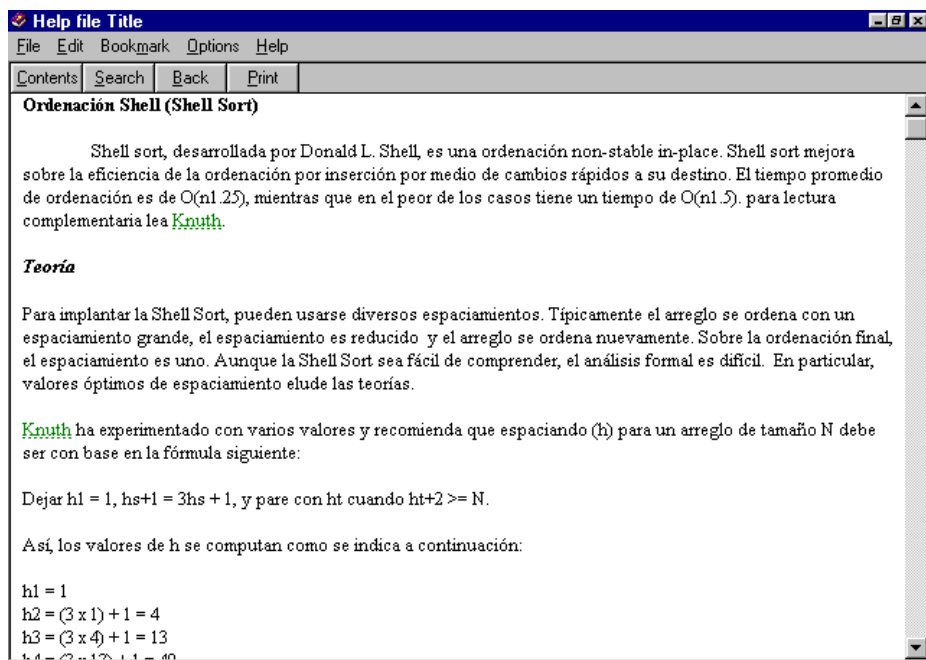 Help file Title
File Edit Bookmark Options Help
Contents Search Back Print
Ordenación Shell (Shell Sort)
Shell sort, desarrollada por Donald L. Shell, es una ordenación non-stable in-place. Shell sort mejora
sobre la eficiencia de la ordenación por inserción por medio de cambios rápidos a su destino. El tiempo promedio
de ordenación es de O(n1.25), mientras que en el peor de los casos tiene un tiempo de O(n1.5). para lectura
complementaria lea Knuth.
Teoría
Para implantar la Shell Sort, pueden usarse diversos espaciamientos. Típicamente el arreglo se ordena con un
espaciamiento grande, el espaciamiento es reducido y el arreglo se ordena nuevamente. Sobre la ordenación final,
el espaciamiento es uno. Aunque la Shell Sort sea fácil de comprender, el análisis formal es difícil. En particular,
valores óptimos de espaciamiento elude las teorías.
Knuth ha experimentado con varios valores y recomienda que espaciando (h) para un arreglo de tamaño N debe
ser con base en la fórmula siguiente:
Dejar h1 = 1, hs+1 = 3hs + 1, y pare con ht cuando ht+2 >= N.
Así, los valores de h se computan como se indica a continuación:
h1 = 1
h2 = (3 x 1) + 1 = 4
h3 = (3 x 4) + 1 = 13
h4 = (3 x 13) + 1 = 40